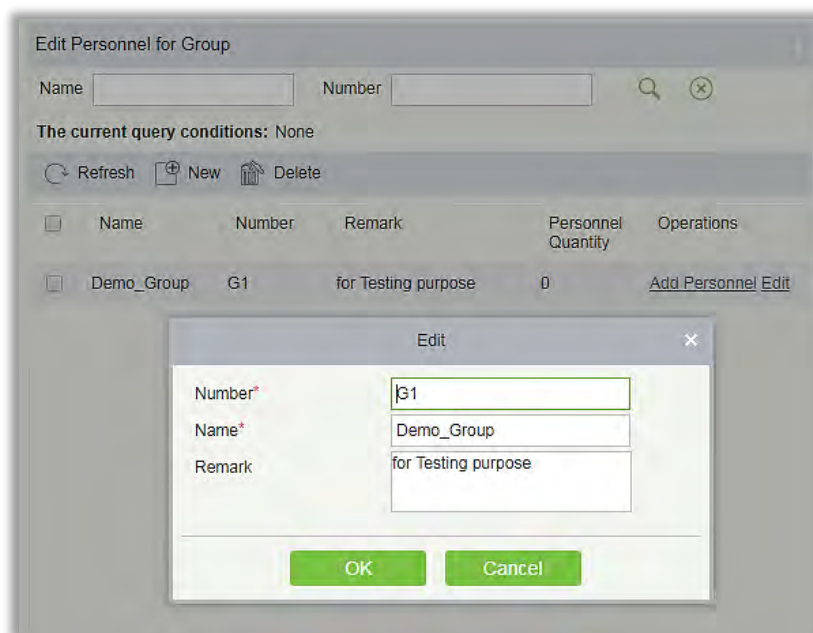 Edit Personnel for Group
Name Number
The current query conditions: None
Refresh New Delete
Name Number Remark Personnel Quantity Operations
Demo_Group G1 for Testing purpose 0 Add Personnel Edit
Edit
Number* G1
Name* Demo_Group
Remark for Testing purpose
OK Cancel